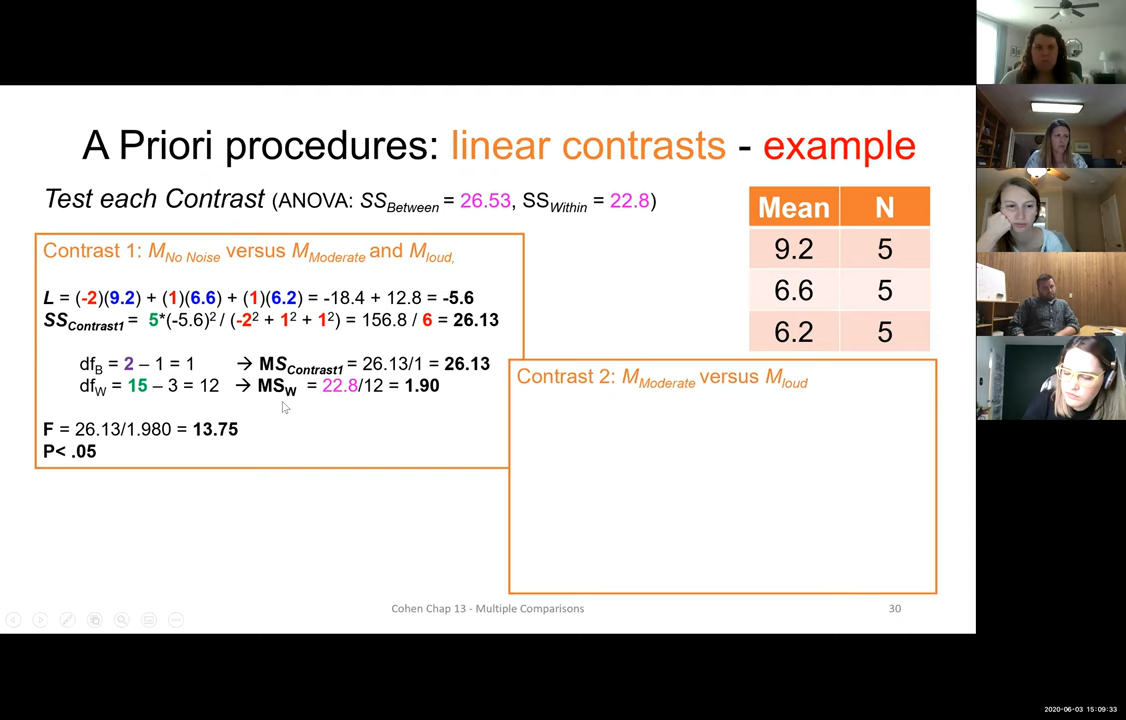 A Priori procedures: linear contrasts - example
Test each Contrast (ANOVA: SSBetween = 26.53, SSWithin = 22.8)
Mean N
9.2 5
6.6 5
6.2 5
Contrast 1: MNo Noise versus MModerate and Mloud,
L = (-2)(9.2) + (1)(6.6) + (1)(6.2) = -18.4 + 12.8 = -5.6
SSContrast1 = 5*(-5.6)² / (-2² + 1² + 1²) = 156.8 / 6 = 26.13
dfB = 2 – 1 = 1 → MSContrast1 = 26.13/1 = 26.13
dfW = 15 – 3 = 12 → MSW = 22.8/12 = 1.90
F = 26.13/1.980 = 13.75
P< .05
Contrast 2: MModerate versus Mloud
Cohen Chap 13 - Multiple Comparisons
30
2020-06-03 15:09:33